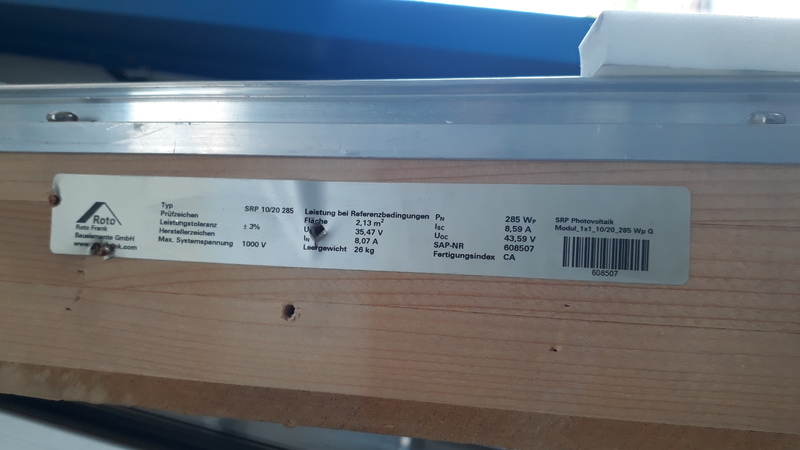 Roto
Roto Frank
Bauelemente GmbH
Typ SRP 10/20 285
Prüfzeichen
Leistungstoleranz ± 3%
Herstellerzeichen
Max. Systemspannung 1000 V
Leistung bei Referenzbedingungen
Fläche 2,13 m²
35,47 V
IN 8,07 A
Leergewicht 26 kg
PN 285 WP
ISC 8,59 A
UOC 43,59 V
SAP-NR 608507
Fertigungsindex CA
SRP Photovoltaik
Modul_1x1_10/20_285 Wp Q
608507